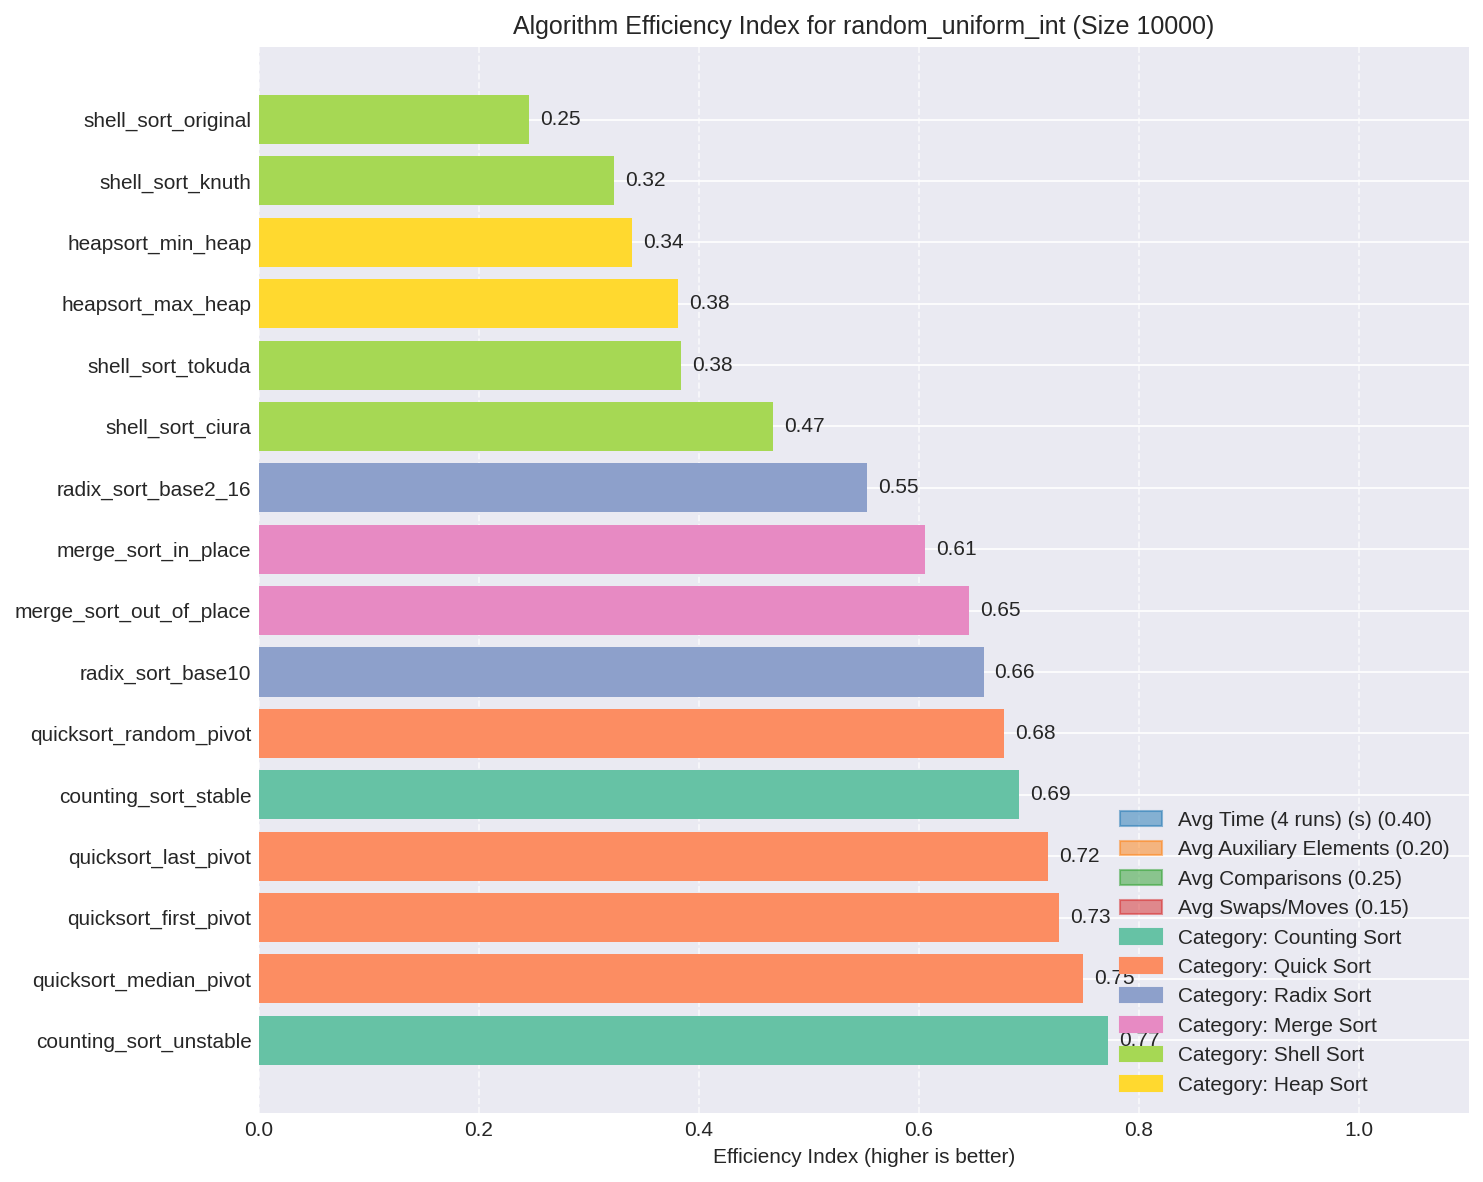 Algorithm Efficiency Index for random_uniform_int (Size 10000)
shell_sort_original 0.25
shell_sort_knuth 0.32
heapsort_min_heap 0.34
heapsort_max_heap 0.38
shell_sort_tokuda 0.38
shell_sort_ciura 0.47
radix_sort_base2_16 0.55
merge_sort_in_place 0.61
merge_sort_out_of_place 0.65
radix_sort_base10 0.66
quicksort_random_pivot 0.68
counting_sort_stable 0.69
quicksort_last_pivot 0.72
quicksort_first_pivot 0.73
quicksort_median_pivot 0.75
counting_sort_unstable 0.77
Avg Time (4 runs) (s) (0.40)
Avg Auxiliary Elements (0.20)
Avg Comparisons (0.25)
Avg Swaps/Moves (0.15)
Category: Counting Sort
Category: Quick Sort
Category: Radix Sort
Category: Merge Sort
Category: Shell Sort
Category: Heap Sort
0.0 0.2 0.4 0.6 0.8 1.0
Efficiency Index (higher is better)